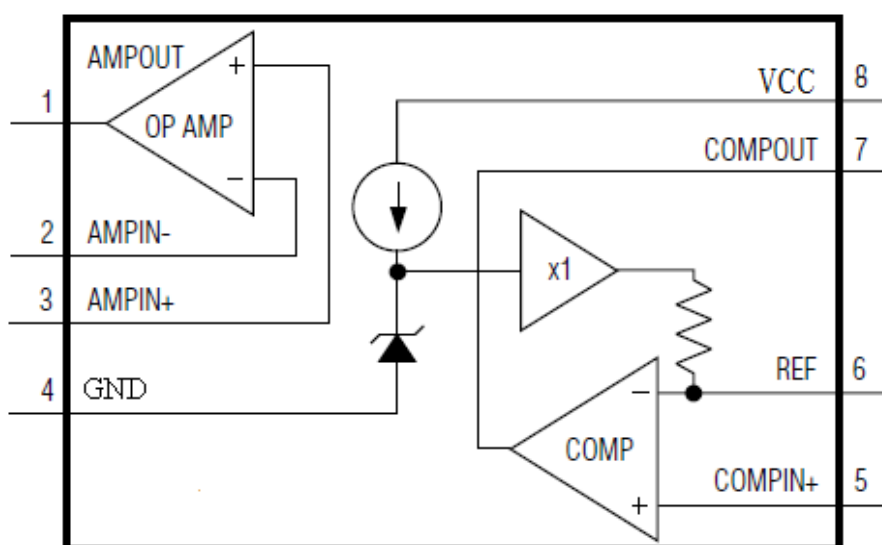 AMPOUT
+
1
OP AMP
−
2 AMPIN-
3 AMPIN+
4 GND
VCC 8
COMPOUT 7
x1
REF 6
−
COMP
+
COMPIN+ 5